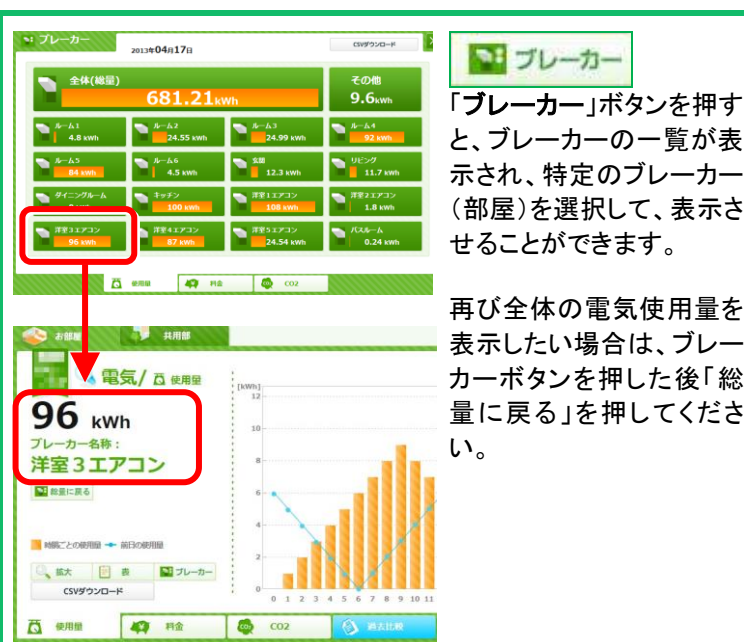 ブレーカー
2013年04月17日
CSVダウンロード
全体(総量)
681.21kWh
その他
9.6kWh
ルーム1
4.8 kWh
ルーム2
24.55 kWh
ルーム3
24.99 kWh
ルーム4
92 kWh
ルーム5
84 kWh
ルーム6
4.5 kWh
玄関
12.3 kWh
リビング
11.7 kWh
ダイニングルーム
キッチン
100 kWh
洋室1エアコン
108 kWh
洋室2エアコン
1.8 kWh
洋室3エアコン
96 kWh
洋室4エアコン
87 kWh
洋室5エアコン
24.54 kWh
バスルーム
0.24 kWh
使用量
料金
CO2
お部屋
共用部
電気/ 使用量
96 kWh
ブレーカー名称：
洋室３エアコン
総量に戻る
時間ごとの使用量
前日の使用量
拡大
表
ブレーカー
CSVダウンロード
[kWh]
12
10
8
6
4
2
0
0 1 2 3 4 5 6 7 8 9 10 11
使用量
料金
CO2
過去比較
ブレーカー
「ブレーカー」ボタンを押す
と、ブレーカーの一覧が表
示され、特定のブレーカー
（部屋）を選択して、表示さ
せることができます。
再び全体の電気使用量を
表示したい場合は、ブレー
カーボタンを押した後「総
量に戻る」を押してくださ
い。